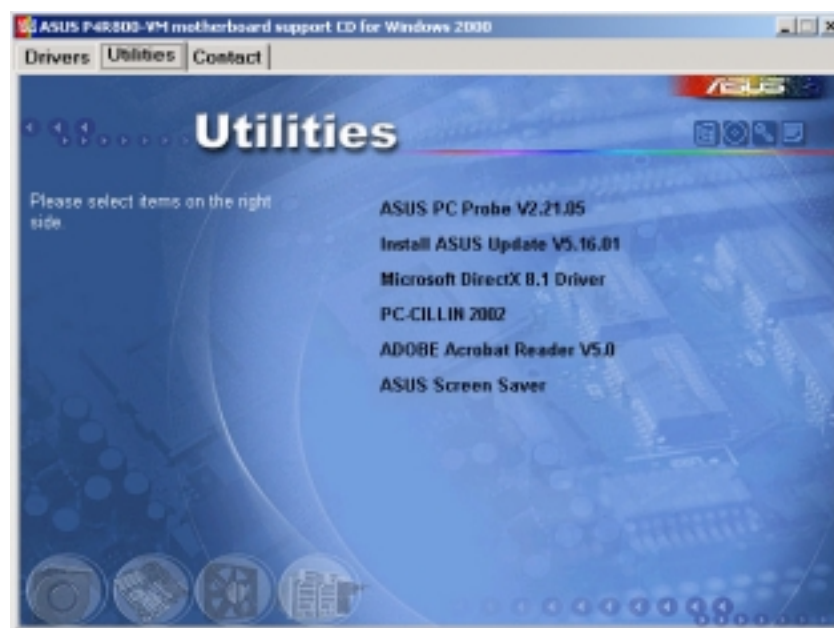 ASUS P4R800-VM motherboard support CD for Windows 2000
Drivers Utilities Contact
ASUS
Utilities
Please select items on the right
side.
ASUS PC Probe V2.21.05
Install ASUS Update V5.16.01
Microsoft DirectX 8.1 Driver
PC-CILLIN 2002
ADOBE Acrobat Reader V5.0
ASUS Screen Saver